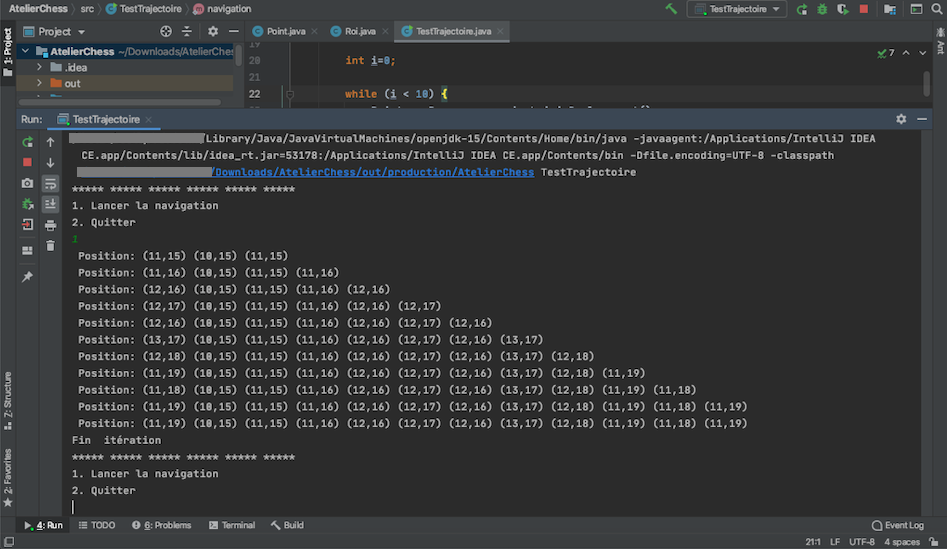 AtelierChess › src › TestTrajectoire › navigation
TestTrajectoire
1: Project
Project
Point.java
Roi.java
TestTrajectoire.java
Ant
AtelierChess ~/Downloads/AtelierChes
.idea
out
20
21
22
int i=0;
while (i < 10) {
7
Run: TestTrajectoire
/Library/Java/JavaVirtualMachines/openjdk-15/Contents/Home/bin/java -javaagent:/Applications/IntelliJ IDEA
CE.app/Contents/lib/idea_rt.jar=53178:/Applications/IntelliJ IDEA CE.app/Contents/bin -Dfile.encoding=UTF-8 -classpath
/Downloads/AtelierChess/out/production/AtelierChess TestTrajectoire
***** ***** ***** ***** ***** *****
1. Lancer la navigation
2. Quitter
1
Position: (11,15) (10,15) (11,15)
Position: (11,16) (10,15) (11,15) (11,16)
Position: (12,16) (10,15) (11,15) (11,16) (12,16)
Position: (12,17) (10,15) (11,15) (11,16) (12,16) (12,17)
Position: (12,16) (10,15) (11,15) (11,16) (12,16) (12,17) (12,16)
Position: (13,17) (10,15) (11,15) (11,16) (12,16) (12,17) (12,16) (13,17)
Position: (12,18) (10,15) (11,15) (11,16) (12,16) (12,17) (12,16) (13,17) (12,18)
Position: (11,19) (10,15) (11,15) (11,16) (12,16) (12,17) (12,16) (13,17) (12,18) (11,19)
Position: (11,18) (10,15) (11,15) (11,16) (12,16) (12,17) (12,16) (13,17) (12,18) (11,19) (11,18)
Position: (11,19) (10,15) (11,15) (11,16) (12,16) (12,17) (12,16) (13,17) (12,18) (11,19) (11,18) (11,19)
Position: (11,19) (10,15) (11,15) (11,16) (12,16) (12,17) (12,16) (13,17) (12,18) (11,19) (11,18) (11,19)
Fin  itération
***** ***** ***** ***** ***** *****
1. Lancer la navigation
2. Quitter
Z: Structure
2: Favorites
4: Run
TODO
6: Problems
Terminal
Build
Event Log
21:1 LF UTF-8 4 spaces